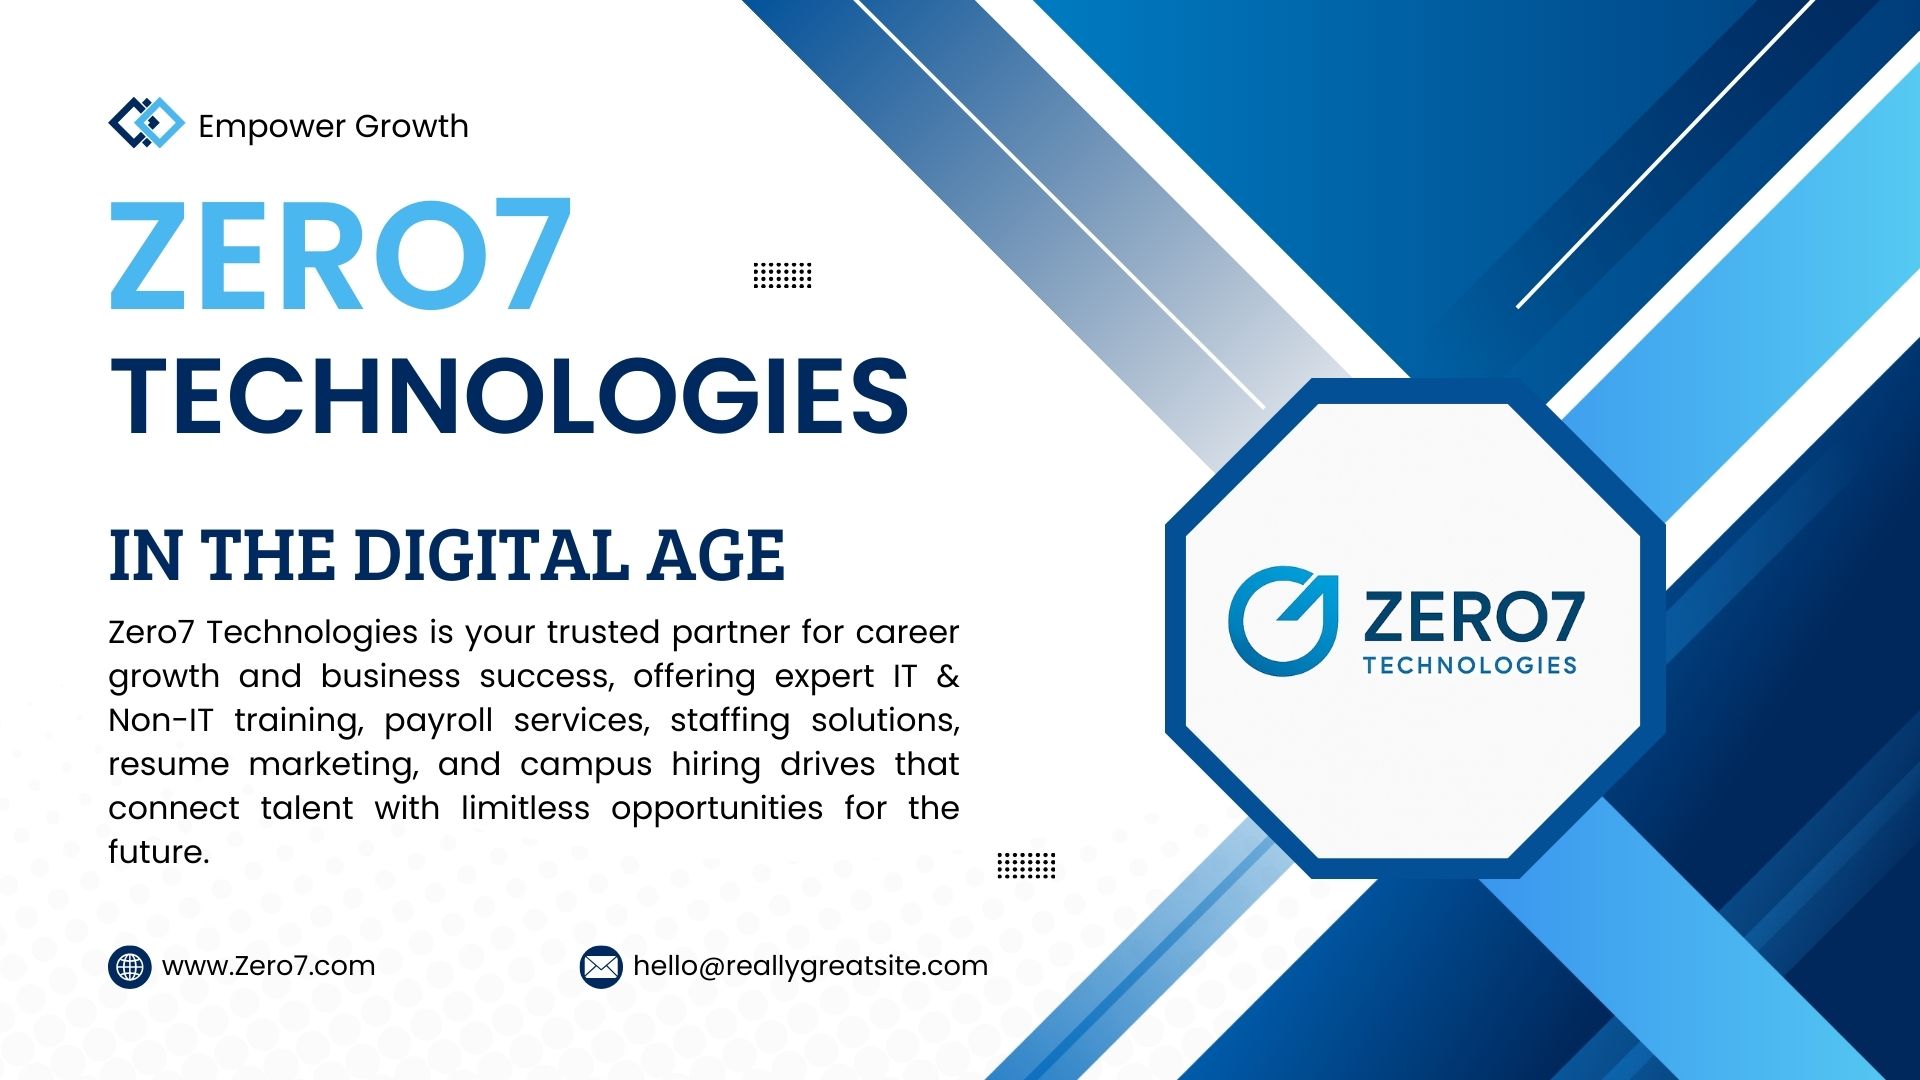 Empower Growth
ZERO7
TECHNOLOGIES
IN THE DIGITAL AGE
Zero7 Technologies is your trusted partner for career
growth and business success, offering expert IT &
Non-IT training, payroll services, staffing solutions,
resume marketing, and campus hiring drives that
connect talent with limitless opportunities for the
future.
www.Zero7.com
hello@reallygreatsite.com
ZERO7
TECHNOLOGIES